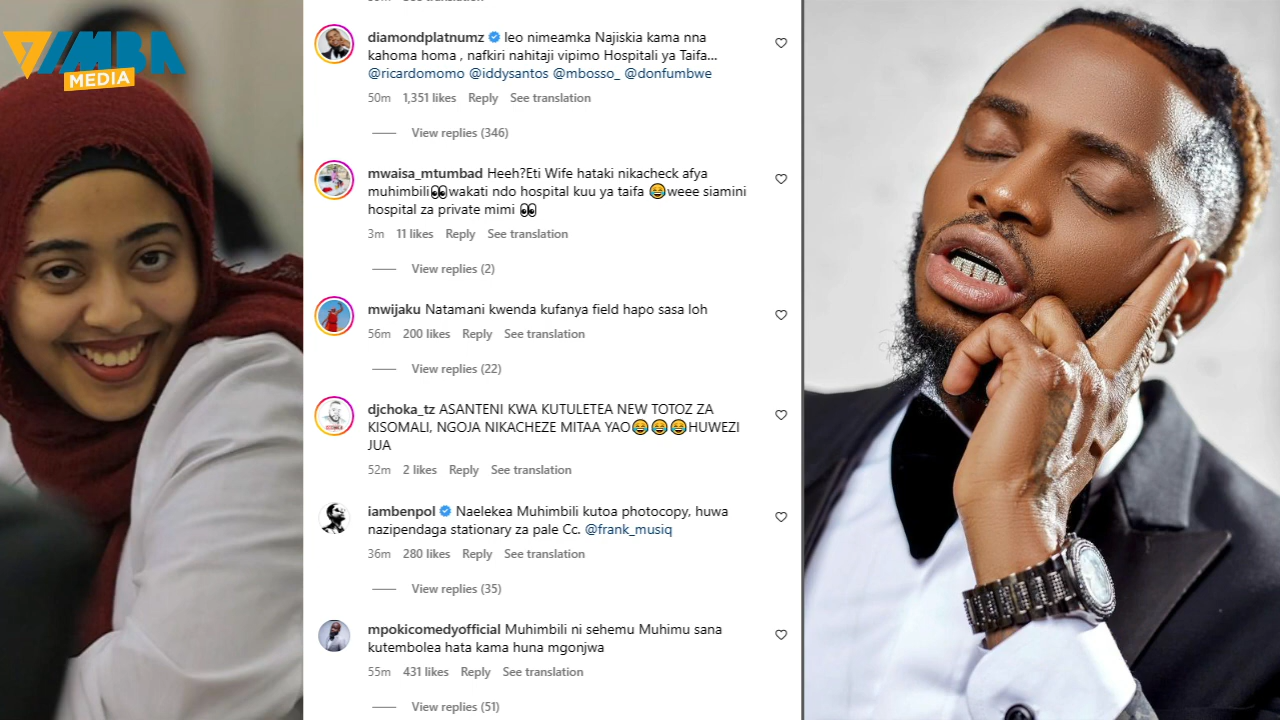 VIMBA
MEDIA
diamondplatnumz leo nimeamka Najiskia kama nna
kahoma homa , nafkiri nahitaji vipimo Hospitali ya Taifa...
@ricardomomo @iddysantos @mbosso_ @donfumbwe
50m 1,351 likes Reply See translation
View replies (346)
mwaisa_mtumbad Heeh?Eti Wife hataki nikacheck afya
muhimbili👀wakati ndo hospital kuu ya taifa 😂weee siamini
hospital za private mimi 👀
3m 11 likes Reply See translation
View replies (2)
mwijaku Natamani kwenda kufanya field hapo sasa loh
56m 200 likes Reply See translation
View replies (22)
djchoka_tz ASANTENI KWA KUTULETEA NEW TOTOZ ZA
KISOMALI, NGOJA NIKACHEZE MITAA YAO😂😂😂HUWEZI
JUA
52m 2 likes Reply See translation
iambenpol Naelekea Muhimbili kutoa photocopy, huwa
nazipendaga stationary za pale Cc. @frank_musiq
36m 280 likes Reply See translation
View replies (35)
mpokicomedyofficial Muhimbili ni sehemu Muhimu sana
kutembolea hata kama huna mgonjwa
55m 431 likes Reply See translation
View replies (51)